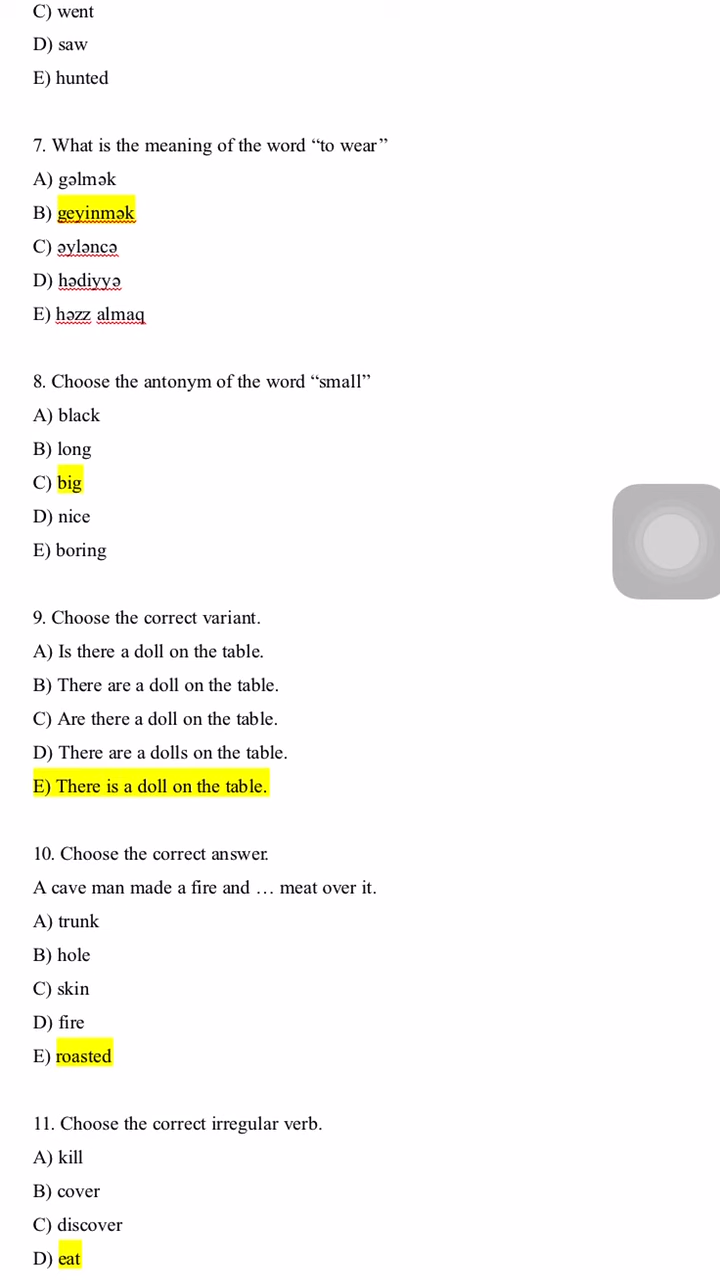 C) went
D) saw
E) hunted
7. What is the meaning of the word “to wear”
A) gəlmək
B) geyinmək
C) əyləncə
D) hədiyyə
E) həzz almaq
8. Choose the antonym of the word “small”
A) black
B) long
C) big
D) nice
E) boring
9. Choose the correct variant.
A) Is there a doll on the table.
B) There are a doll on the table.
C) Are there a doll on the table.
D) There are a dolls on the table.
E) There is a doll on the table.
10. Choose the correct answer.
A cave man made a fire and … meat over it.
A) trunk
B) hole
C) skin
D) fire
E) roasted
11. Choose the correct irregular verb.
A) kill
B) cover
C) discover
D) eat